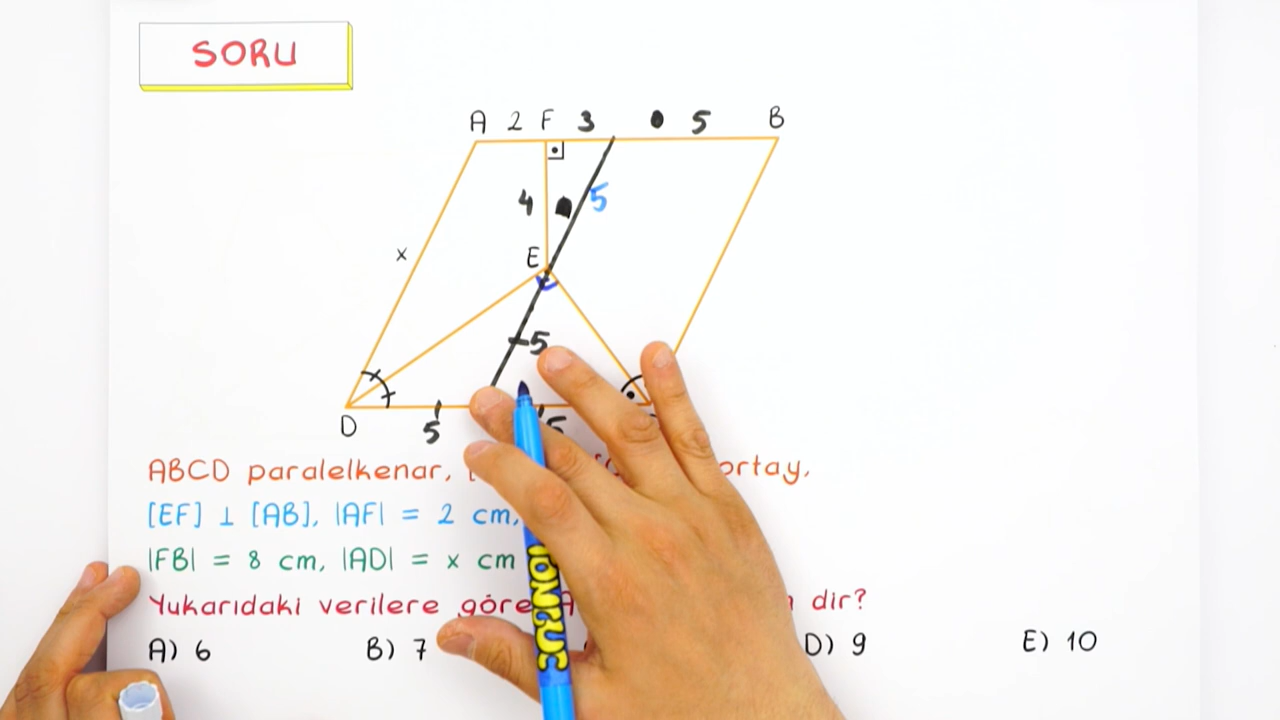 SORU
A 2 F 3 5 B
4 5
E
x
5
D 5 5
ABCD paralelkenar, ortay,
[EF] ⊥ [AB], |AF| = 2 cm,
|FB| = 8 cm, |AD| = x cm
Yukarıdaki verilere göre dir?
A) 6 B) 7 D) 9 E) 10